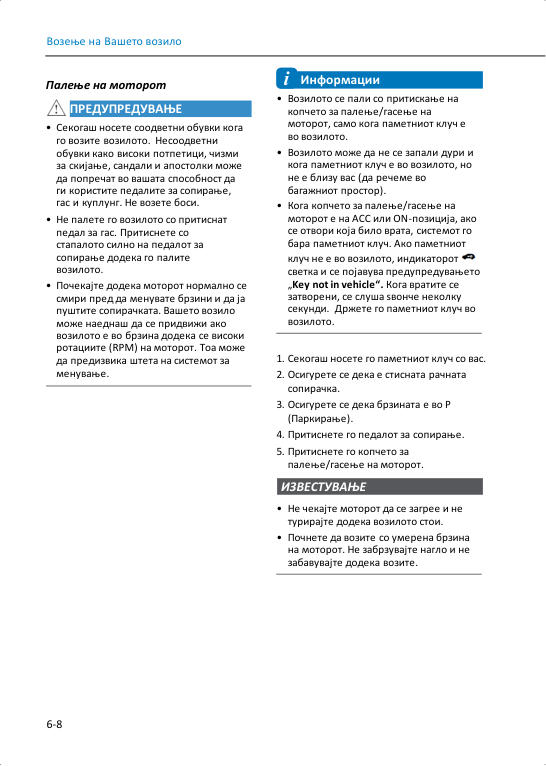 Возење на Вашето возило
Палење на моторот
ПРЕДУПРЕДУВАЊЕ
• Секогаш носете соодветни обувки кога
го возите возилото. Несоодветни
обувки како високи потпетици, чизми
за скијање, сандали и апостолки може
да попречат во вашата способност да
ги користите педалите за сопирање,
гас и куплунг. Не возете боси.
• Не палете го возилото со притиснат
педал за гас. Притиснете со
стапалото силно на педалот за
сопирање додека го палите
возилото.
• Почекајте додека моторот нормално се
смири пред да менувате брзини и да ја
пуштите сопирачката. Вашето возило
може наеднаш да се придвижи ако
возилото е во брзина додека се високи
ротациите (RPM) на моторот. Тоа може
да предизвика штета на системот за
менување.
i Информации
• Возилото се пали со притискање на
копчето за палење/гасење на
моторот, само кога паметниот клуч е
во возилото.
• Возилото може да не се запали дури и
кога паметниот клуч е во возилото, но
не е близу вас (да речеме во
багажниот простор).
• Кога копчето за палење/гасење на
моторот е на ACC или ON-позиција, ако
се отвори која било врата, системот го
бара паметниот клуч. Ако паметниот
клуч не е во возилото, индикаторот
светка и се појавува предупредувањето
„Key not in vehicle“. Кога вратите се
затворени, се слуша ѕвонче неколку
секунди. Држете го паметниот клуч во
возилото.
1. Секогаш носете го паметниот клуч со вас.
2. Осигурете се дека е стисната рачната
сопирачка.
3. Осигурете се дека брзината е во P
(Паркирање).
4. Притиснете го педалот за сопирање.
5. Притиснете го копчето за
палење/гасење на моторот.
ИЗВЕСТУВАЊЕ
• Не чекајте моторот да се загрее и не
турирајте додека возилото стои.
• Почнете да возите со умерена брзина
на моторот. Не забрзувајте нагло и не
забавувајте додека возите.
6-8